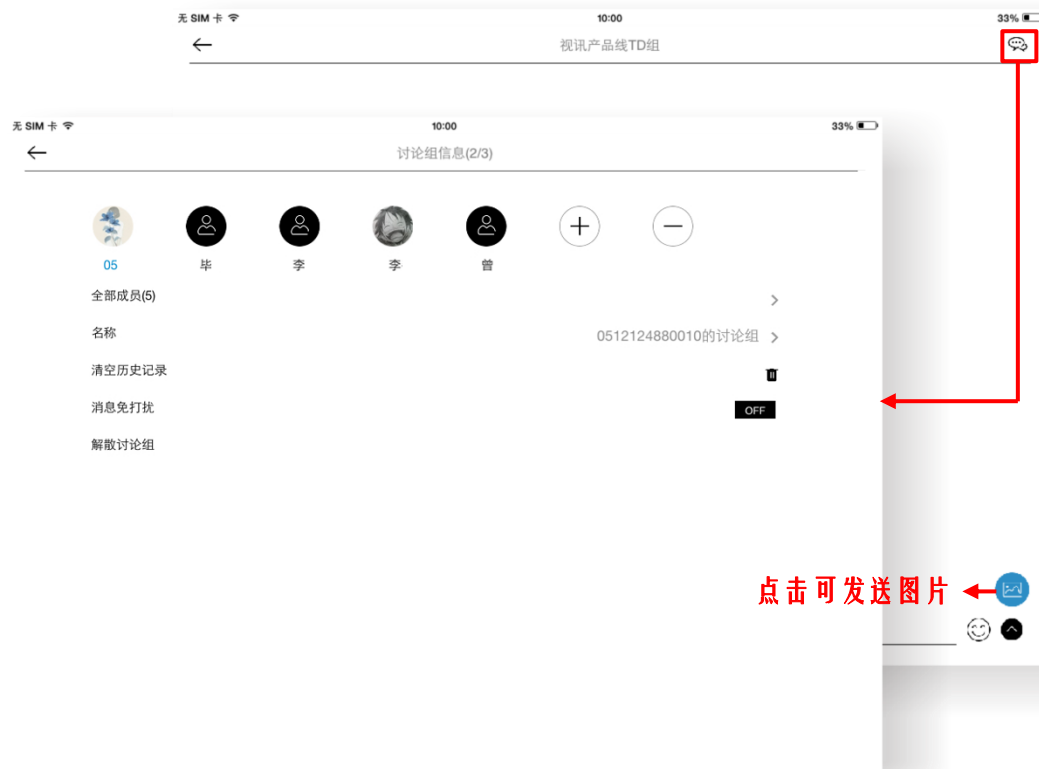 无 SIM 卡 10:00 33%
视讯产品线TD组
无 SIM 卡 10:00 33%
讨论组信息(2/3)
05 毕 李 李 曾
全部成员(5)
名称 0512124880010的讨论组
清空历史记录
消息免打扰 OFF
解散讨论组
点击可发送图片